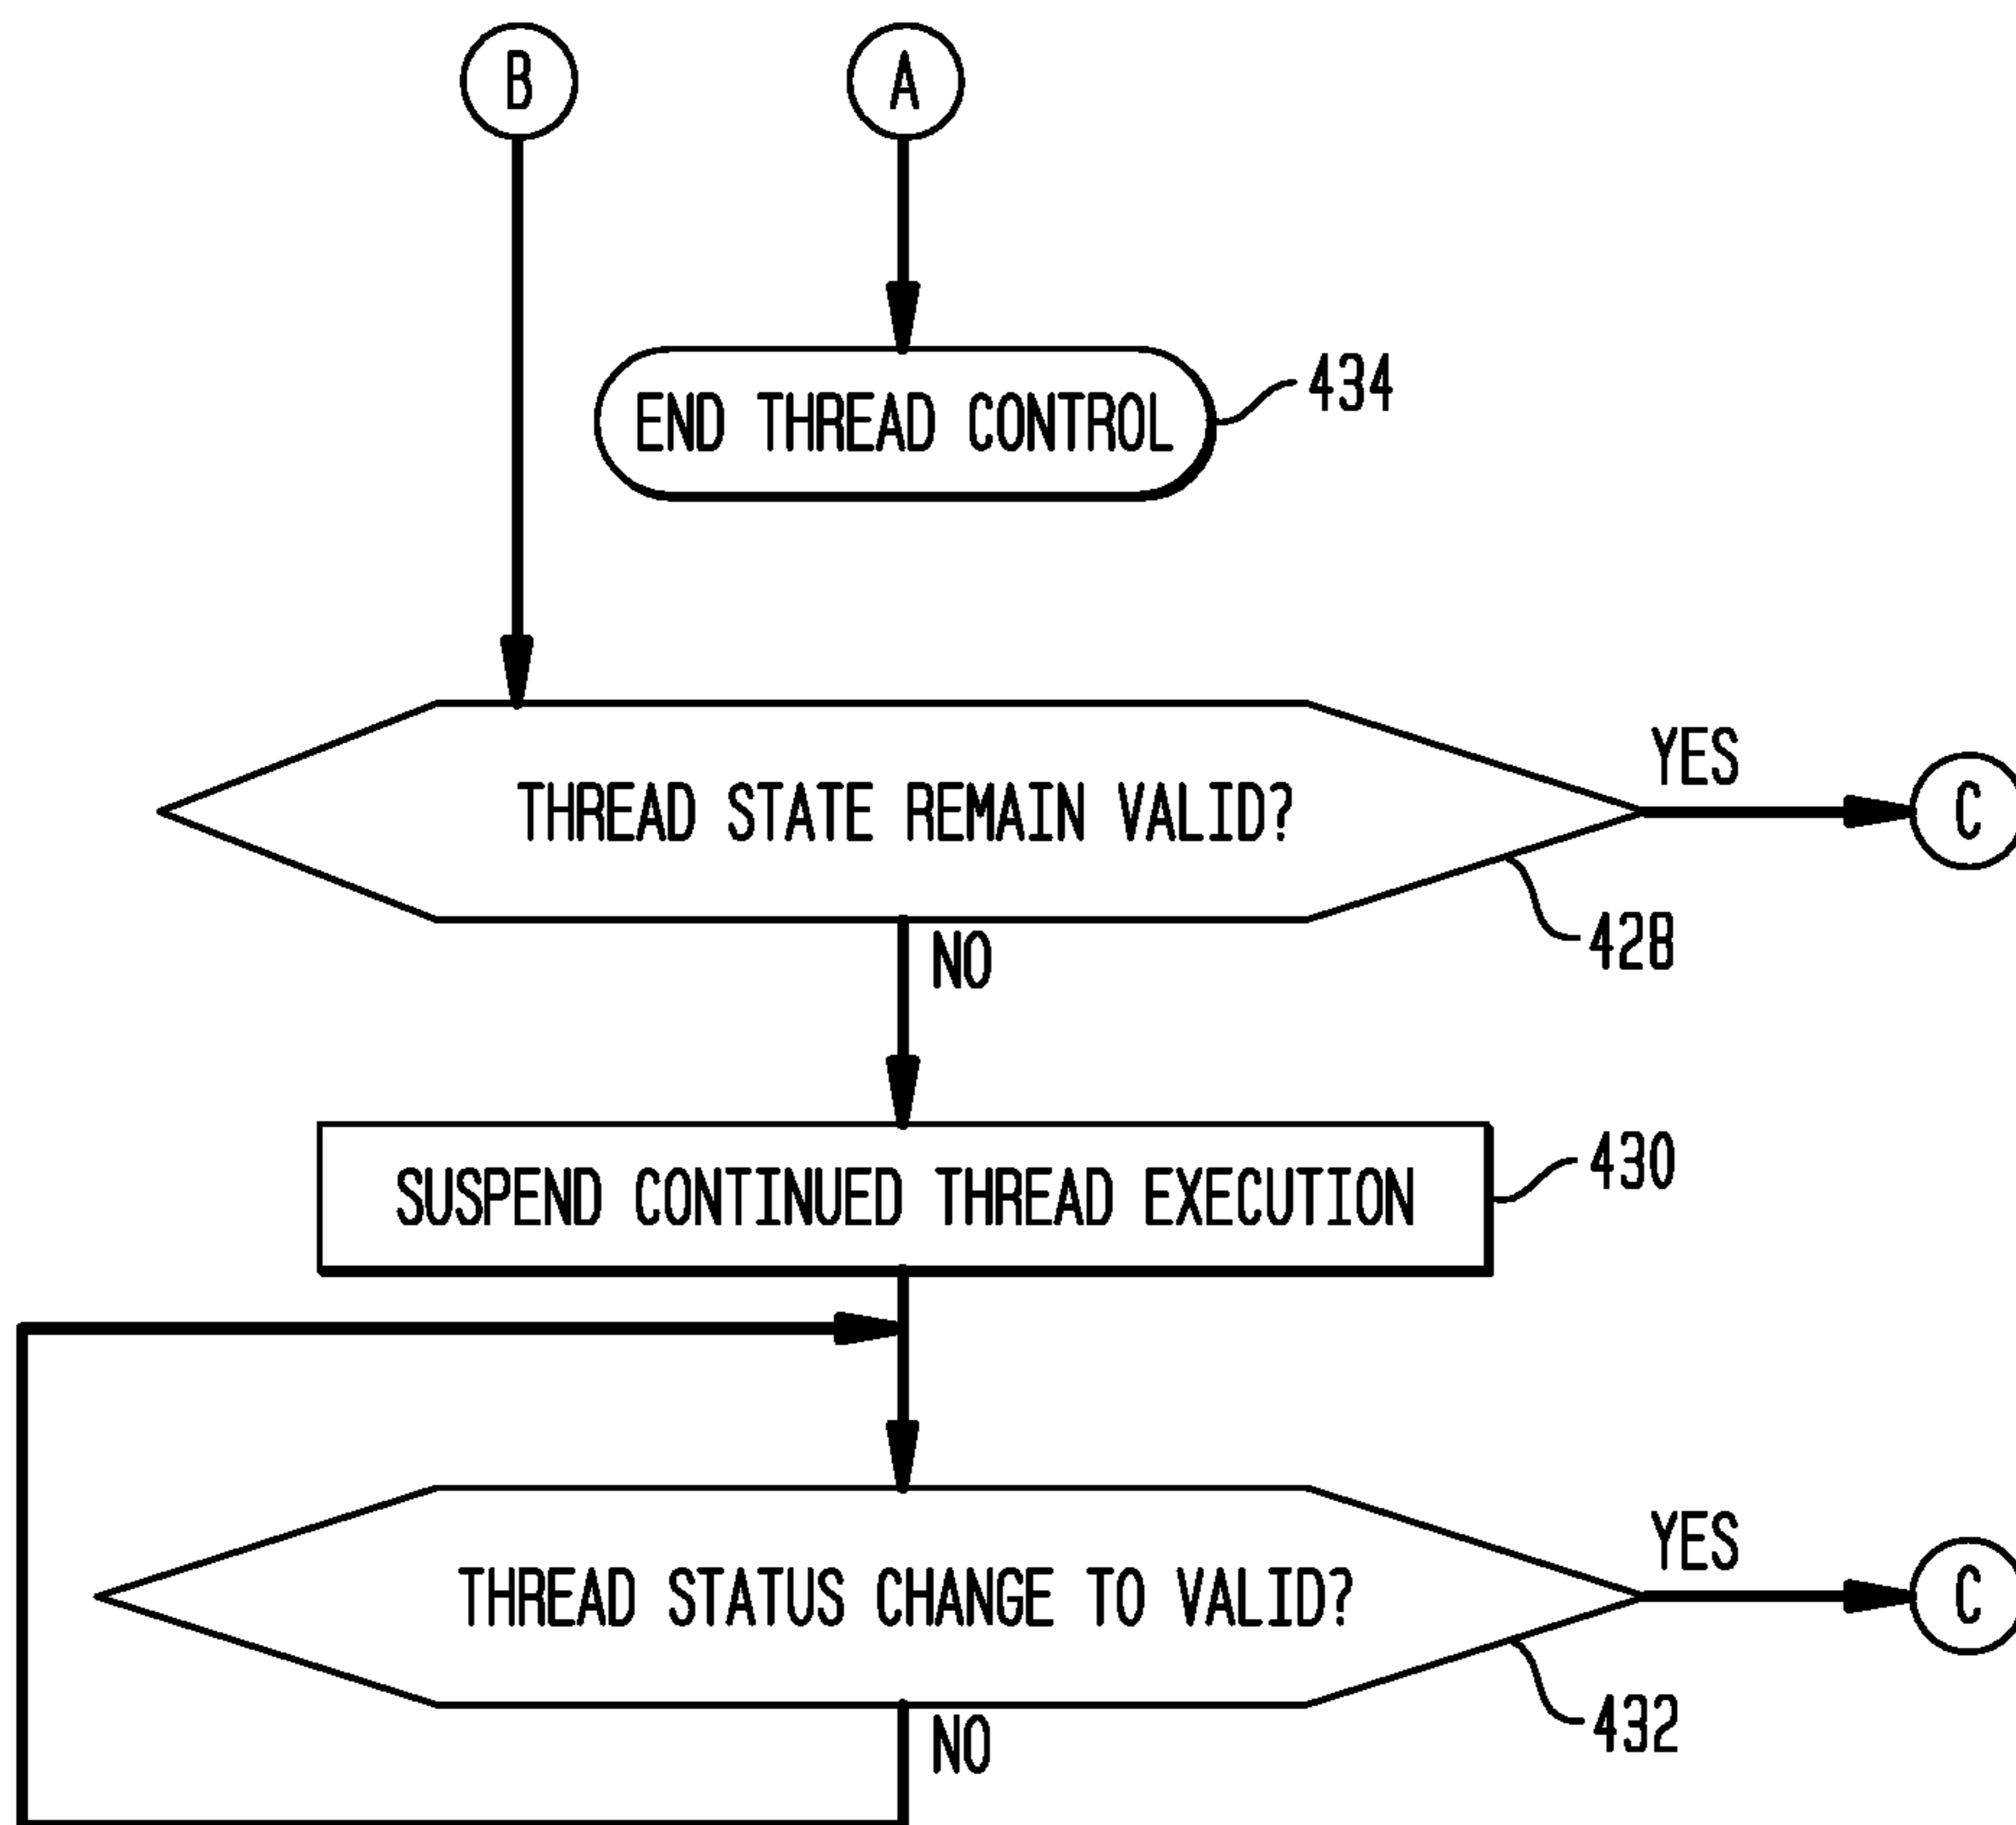 B
A
END THREAD CONTROL
434
THREAD STATE REMAIN VALID?
YES
C
428
NO
SUSPEND CONTINUED THREAD EXECUTION
430
THREAD STATUS CHANGE TO VALID?
YES
C
432
NO